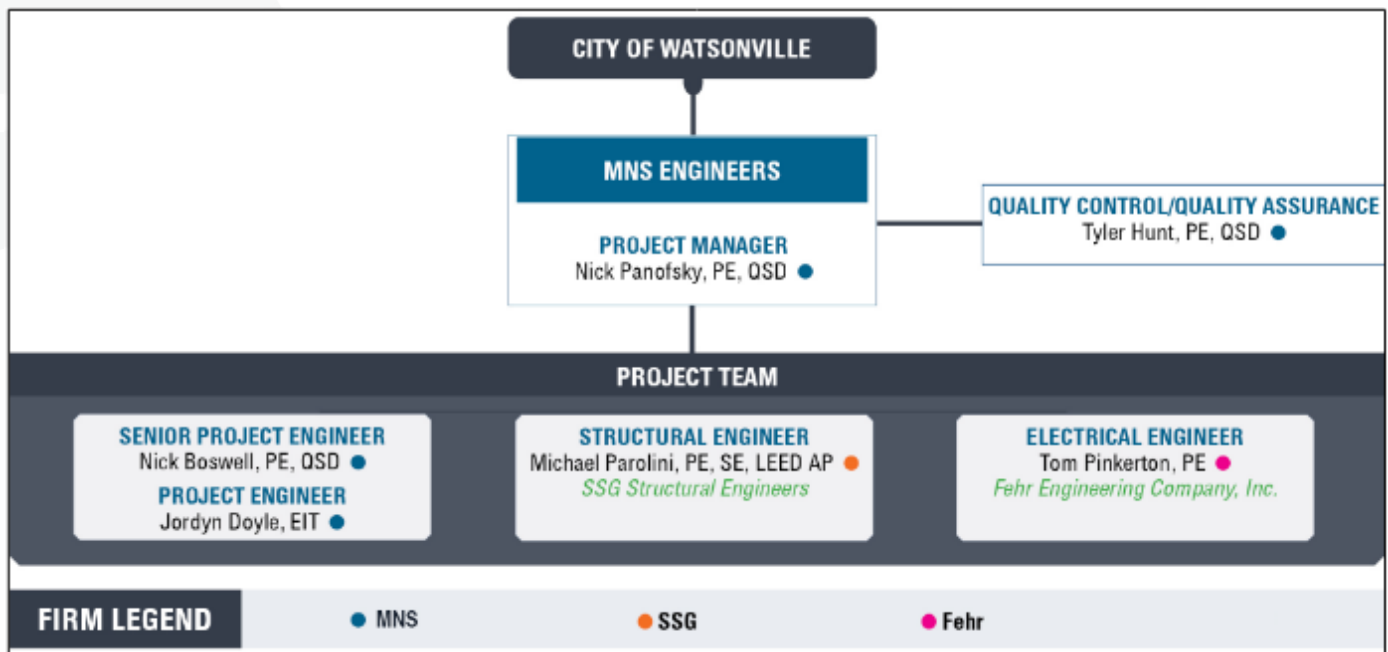 CITY OF WATSONVILLE
MNS ENGINEERS
PROJECT MANAGER
Nick Panofsky, PE, QSD
QUALITY CONTROL/QUALITY ASSURANCE
Tyler Hunt, PE, QSD
PROJECT TEAM
SENIOR PROJECT ENGINEER
Nick Boswell, PE, QSD
PROJECT ENGINEER
Jordyn Doyle, EIT
STRUCTURAL ENGINEER
Michael Parolini, PE, SE, LEED AP
SSG Structural Engineers
ELECTRICAL ENGINEER
Tom Pinkerton, PE
Fehr Engineering Company, Inc.
FIRM LEGEND
MNS
SSG
Fehr